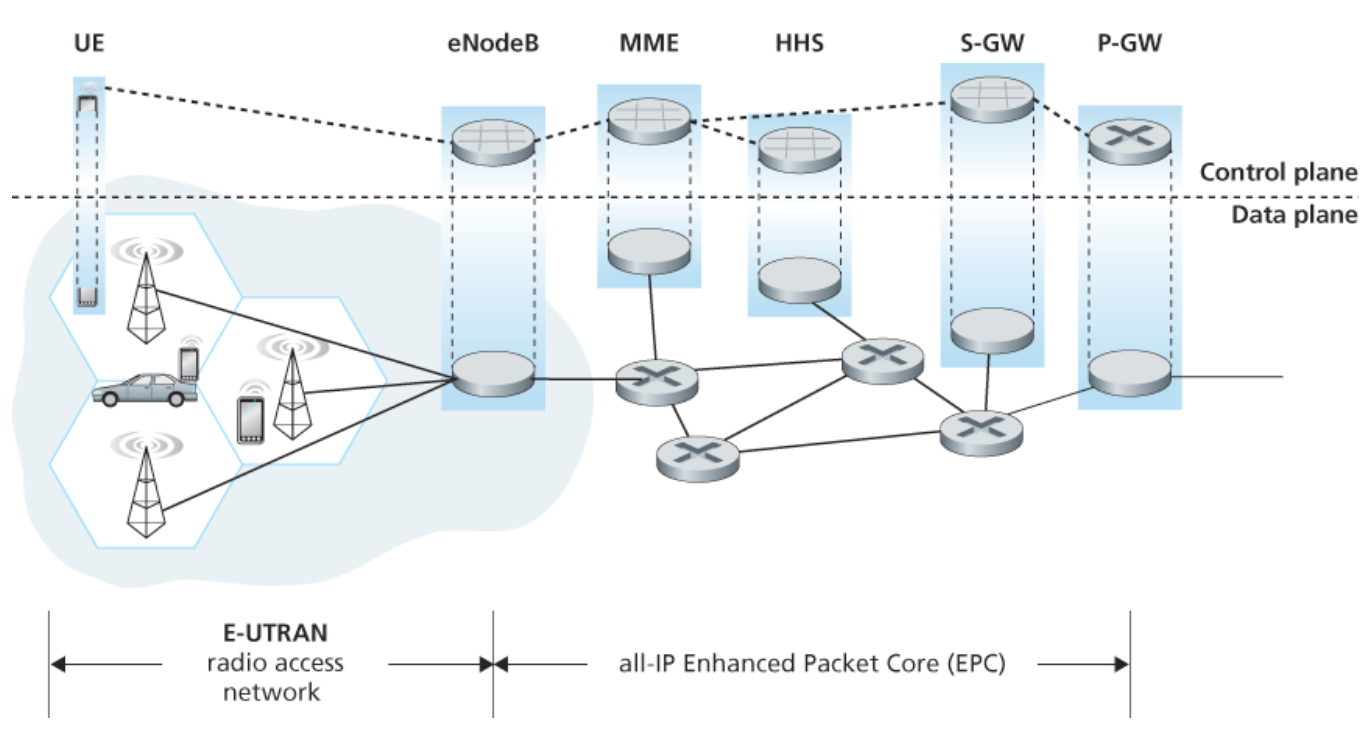 UE
eNodeB
MME
HHS
S-GW
P-GW
Control plane
Data plane
E-UTRAN
radio access
network
all-IP Enhanced Packet Core (EPC)